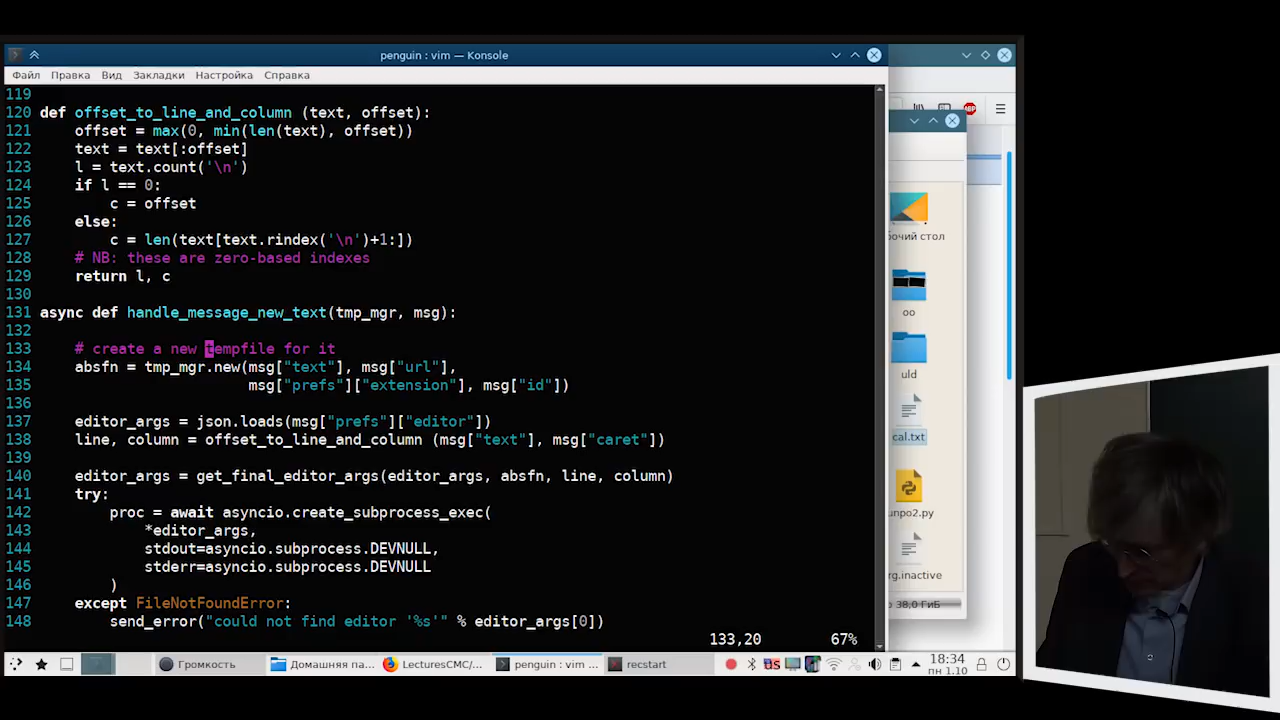 penguin : vim — Konsole
Файл Правка Вид Закладки Настройка Справка
119
120 def offset_to_line_and_column (text, offset):
121     offset = max(0, min(len(text), offset))
122     text = text[:offset]
123     l = text.count('\n')
124     if l == 0:
125         c = offset
126     else:
127         c = len(text[text.rindex('\n')+1:])
128     # NB: these are zero-based indexes
129     return l, c
130
131 async def handle_message_new_text(tmp_mgr, msg):
132
133     # create a new tempfile for it
134     absfn = tmp_mgr.new(msg["text"], msg["url"],
135                         msg["prefs"]["extension"], msg["id"])
136
137     editor_args = json.loads(msg["prefs"]["editor"])
138     line, column = offset_to_line_and_column (msg["text"], msg["caret"])
139
140     editor_args = get_final_editor_args(editor_args, absfn, line, column)
141     try:
142         proc = await asyncio.create_subprocess_exec(
143             *editor_args,
144             stdout=asyncio.subprocess.DEVNULL,
145             stderr=asyncio.subprocess.DEVNULL
146         )
147     except FileNotFoundError:
148         send_error("could not find editor '%s'" % editor_args[0])
133,20 67%
ABP
бочий стол
oo
uld
cal.txt
unpo2.py
rg.inactive
о 38,0 ГиБ
Громкость Домашняя па... LecturesCMC/... penguin : vim ... recstart US 18:34
пн 1.10